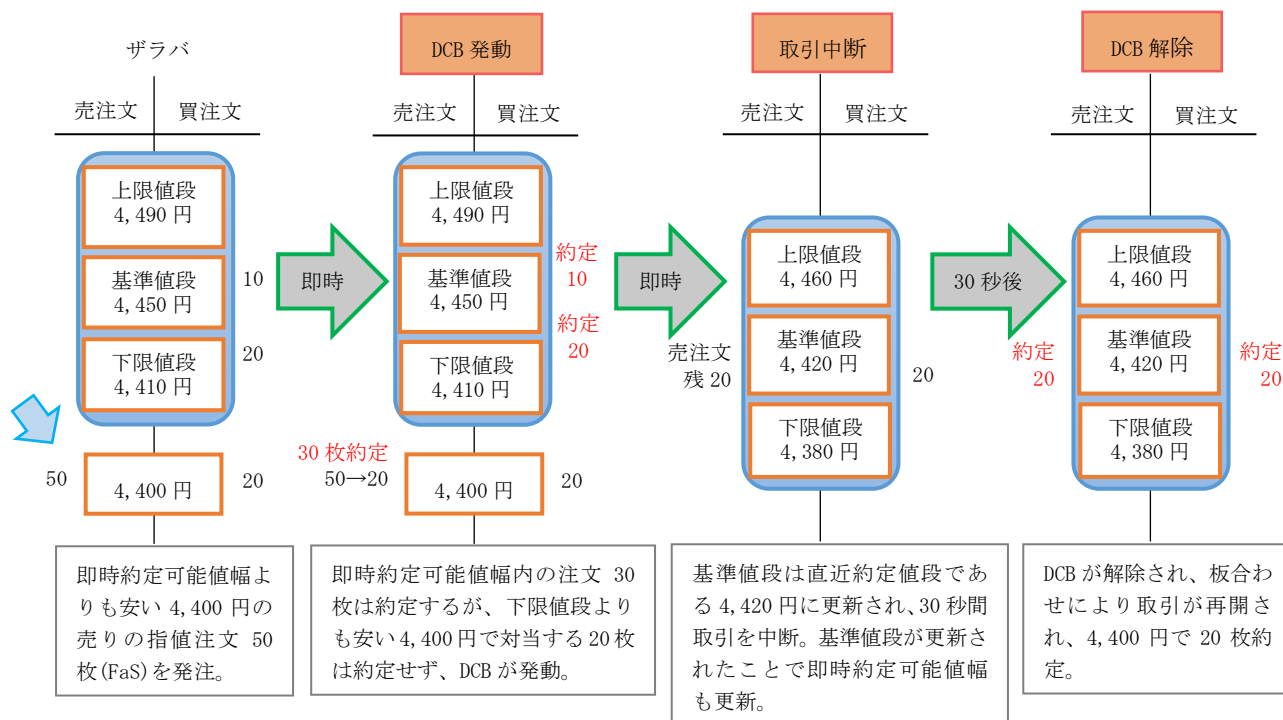 ザラバ
売注文 買注文
上限値段
4,490 円
基準値段
4,450 円
10
下限値段
4,410 円
20
50
4,400 円
20
即時約定可能値幅よ
りも安い 4,400 円の
売りの指値注文 50
枚(FaS)を発注。
即時
DCB 発動
売注文 買注文
上限値段
4,490 円
基準値段
4,450 円
約定
10
下限値段
4,410 円
約定
20
30 枚約定
50→20
4,400 円
20
即時約定可能値幅内の注文 30
枚は約定するが、下限値段より
も安い 4,400 円で対当する 20 枚
は約定せず、DCB が発動。
即時
取引中断
売注文 買注文
上限値段
4,460 円
基準値段
4,420 円
売注文
残 20
20
下限値段
4,380 円
基準値段は直近約定値段であ
る 4,420 円に更新され、30 秒間
取引を中断。基準値段が更新さ
れたことで即時約定可能値幅
も更新。
30 秒後
DCB 解除
売注文 買注文
上限値段
4,460 円
基準値段
4,420 円
約定
20
約定
20
下限値段
4,380 円
DCB が解除され、板合わ
せにより取引が再開さ
れ、4,400 円で 20 枚約
定。